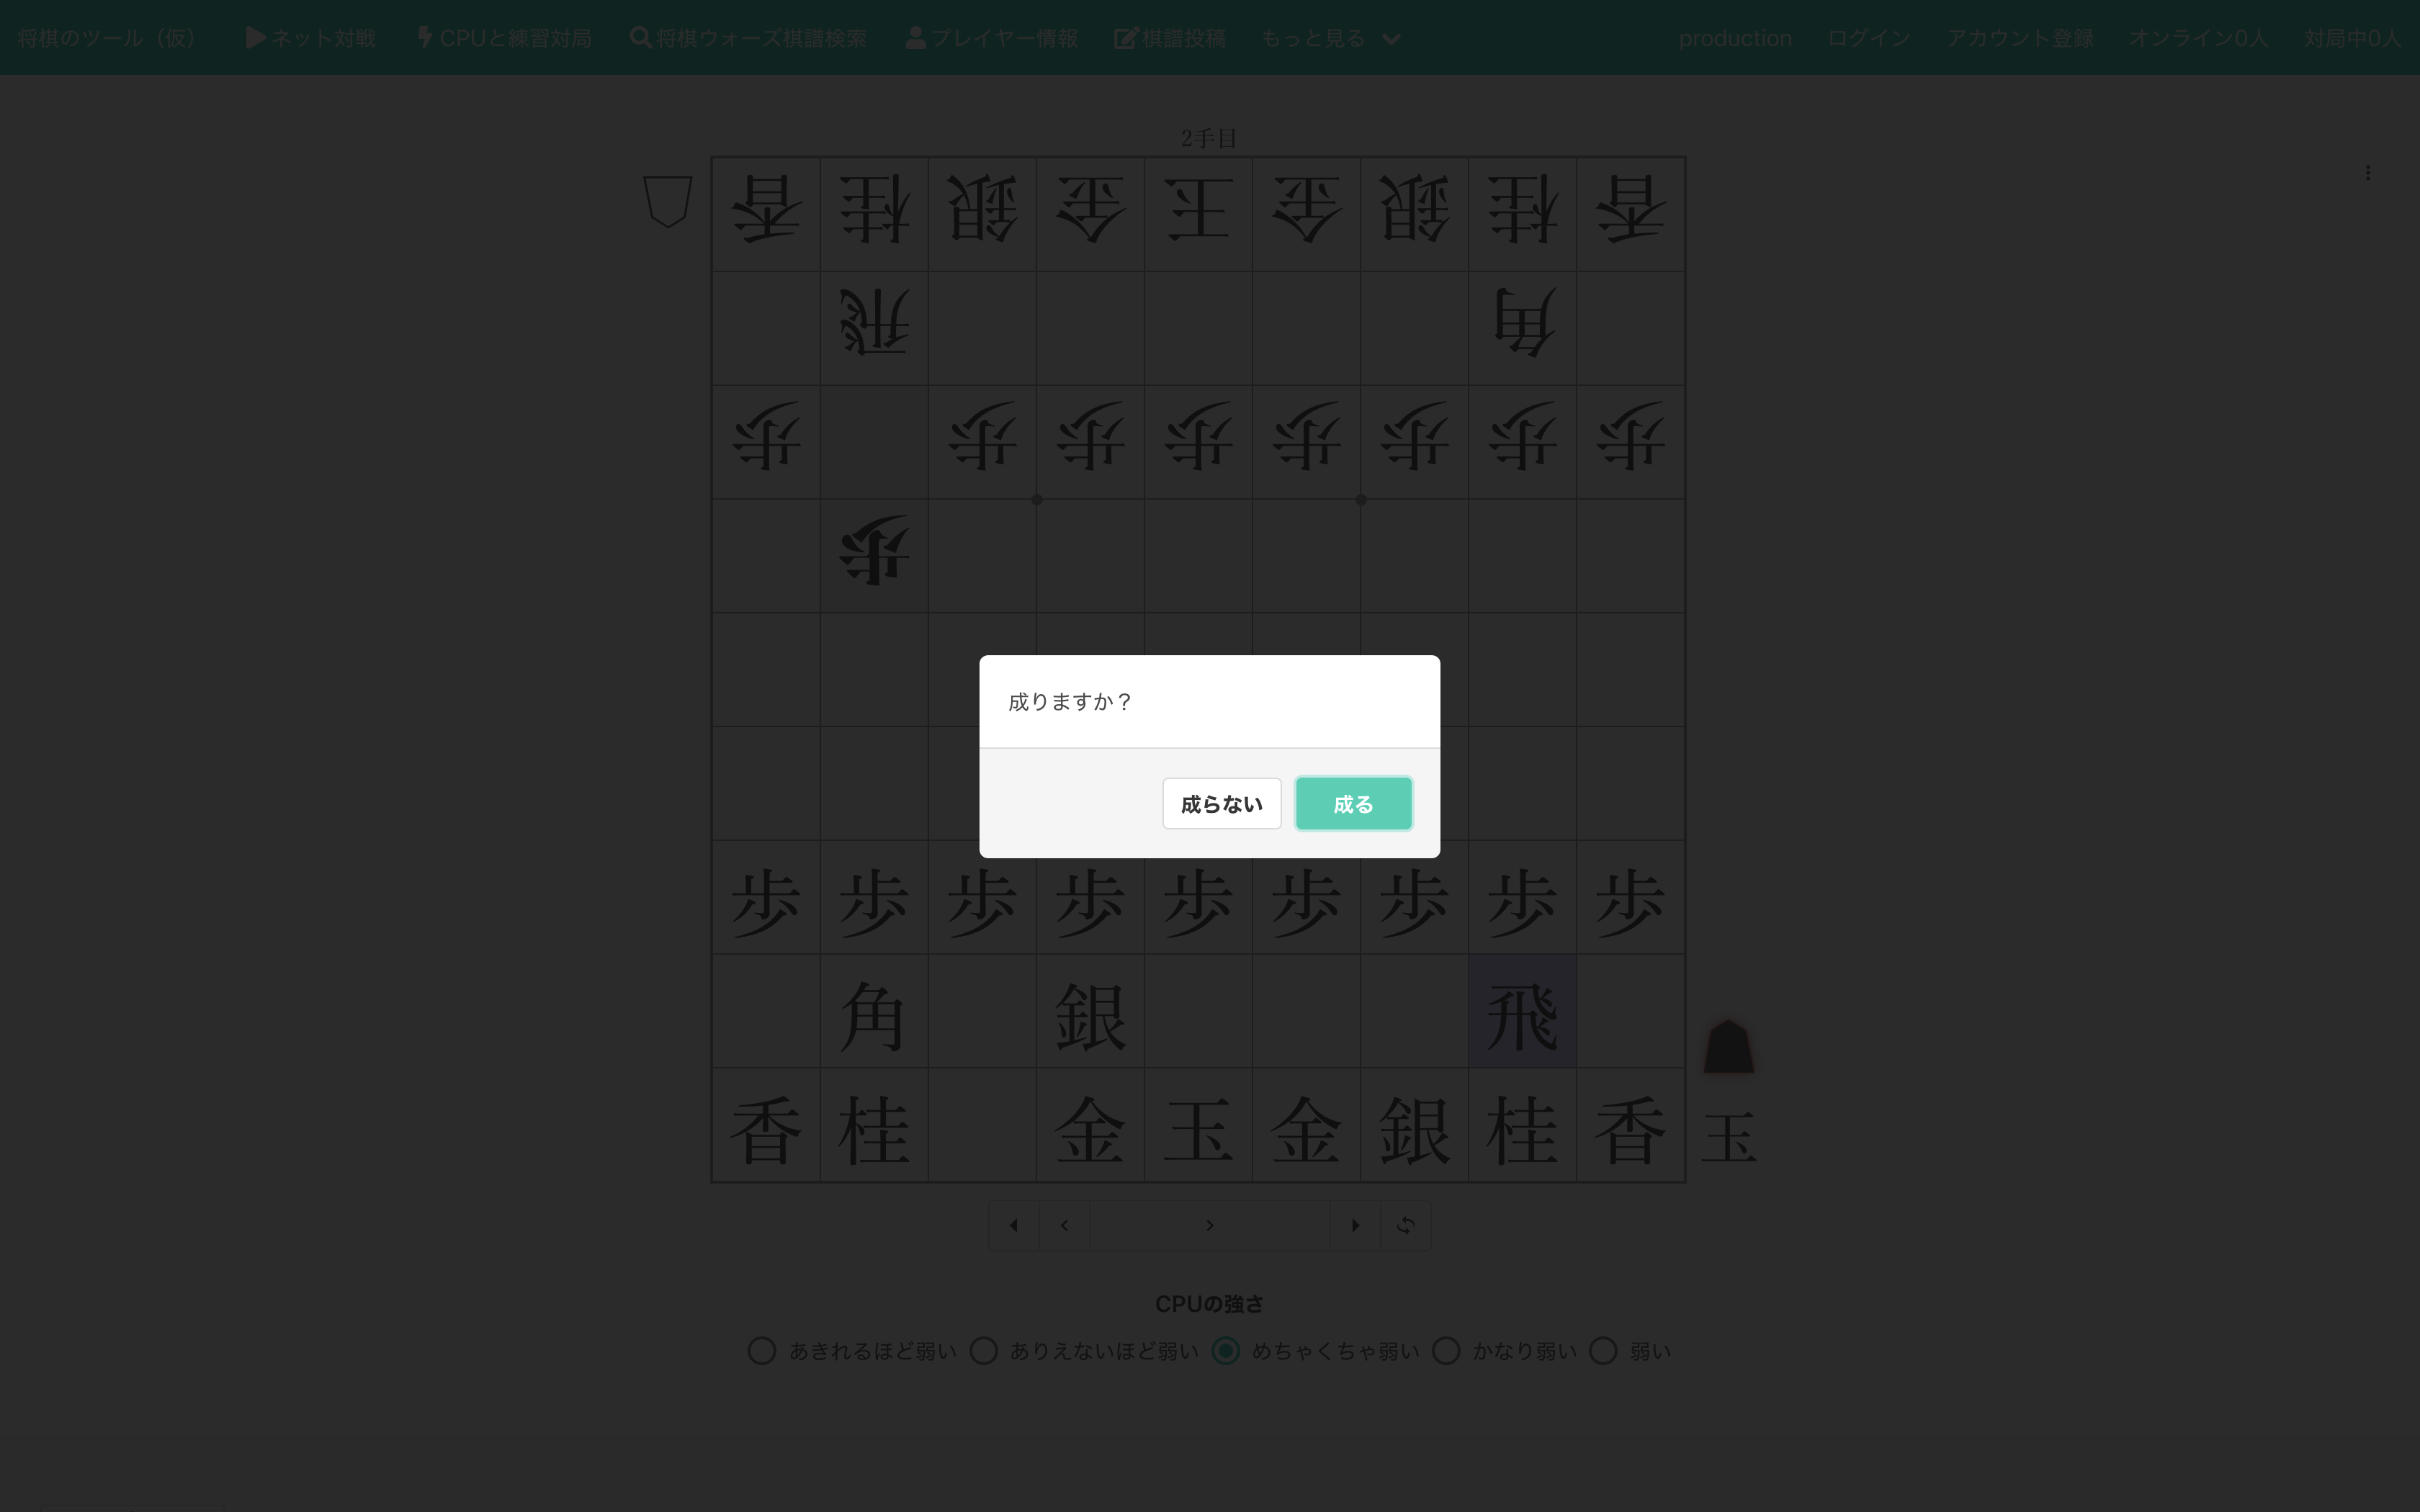 将棋のツール（仮） ネット対戦 CPUと練習対局 将棋ウォーズ棋譜検索 プレイヤー情報 棋譜投稿 もっと見る production ログイン アカウント登録 オンライン0人 対局中0人
2手目
香 桂 銀 金 王 金 銀 桂 香
飛 角
歩 歩 歩 歩 歩 歩 歩 歩
歩
成りますか？
成らない 成る
歩 歩 歩 歩 歩 歩 歩 歩 歩
角 銀 飛
香 桂 金 王 金 銀 桂 香
玉
CPUの強さ
あきれるほど弱い ありえないほど弱い めちゃくちゃ弱い かなり弱い 弱い